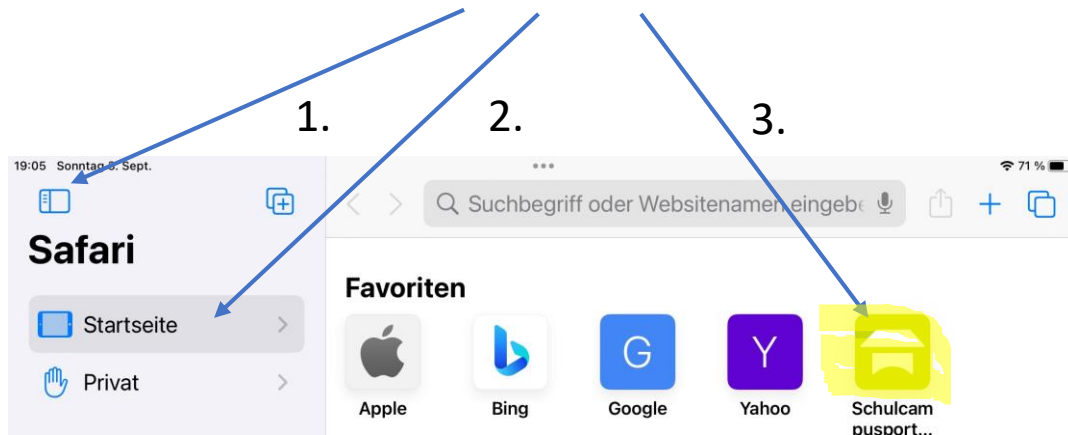 1.
2.
3.
19:05 Sonntag 3. Sept.
71 %
Suchbegriff oder Websitenamen eingebe
Safari
Favoriten
Startseite
Privat
G
Y
Apple
Bing
Google
Yahoo
Schulcam
pusport...